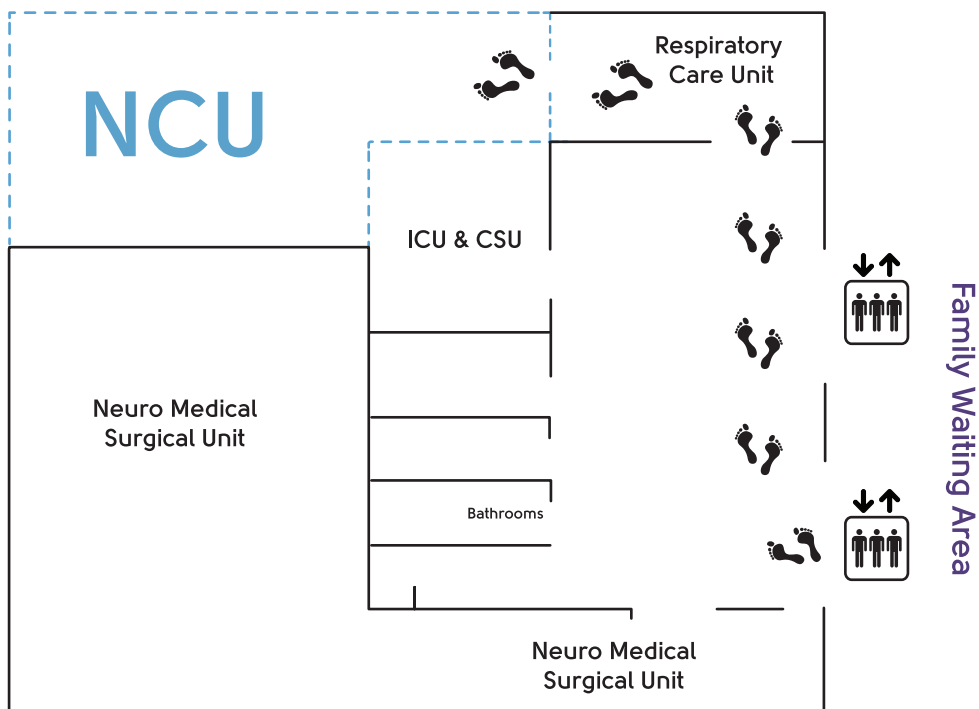 Respiratory
Care Unit
NCU
ICU & CSU
Family Waiting Area
Neuro Medical
Surgical Unit
Bathrooms
Neuro Medical
Surgical Unit